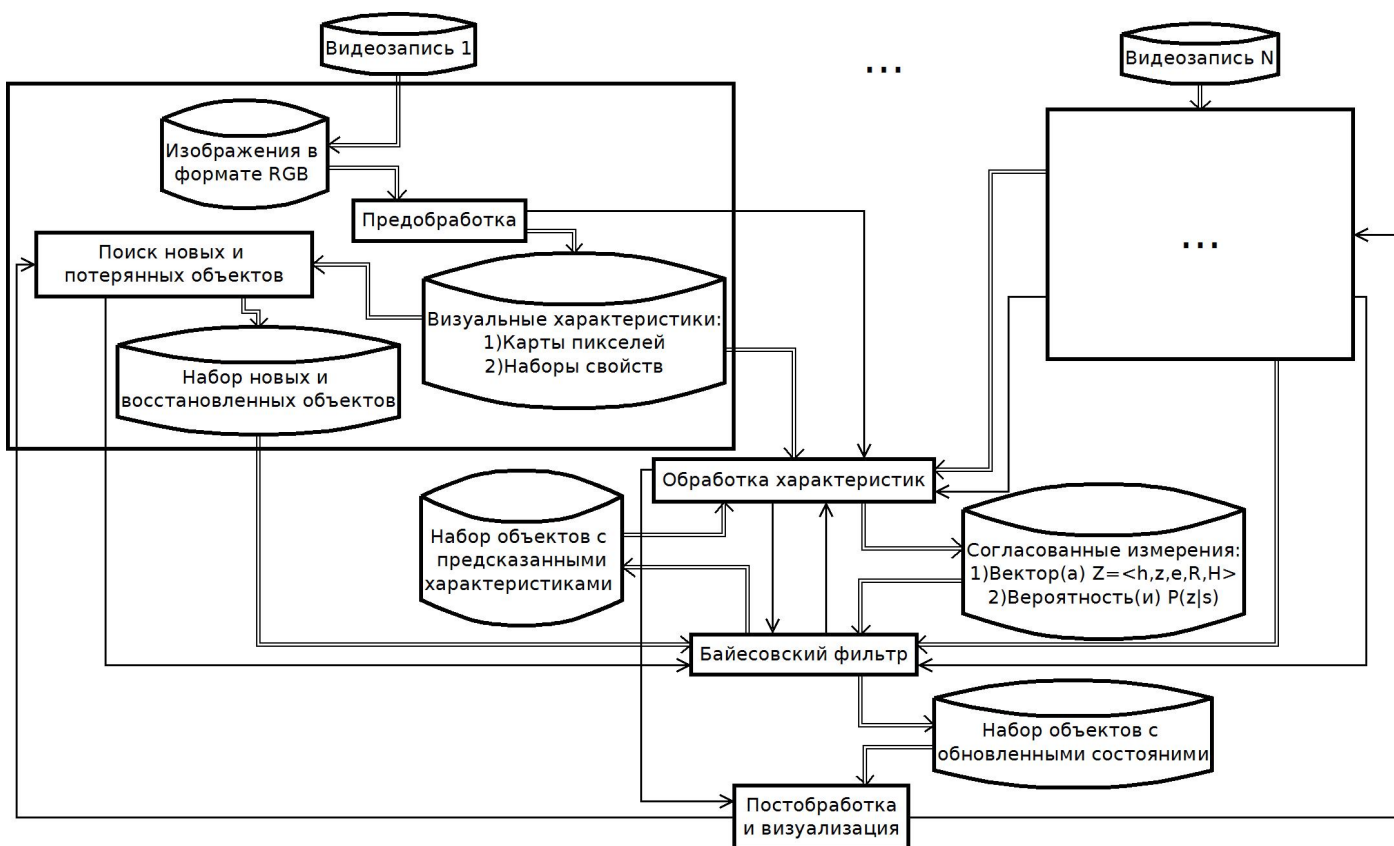 Видеозапись 1
...
Видеозапись N
Изображения в
формате RGB
Предобработка
...
Поиск новых и
потерянных объектов
Визуальные характеристики:
1)Карты пикселей
2)Наборы свойств
Набор новых и
восстановленных объектов
Обработка характеристик
Набор объектов с
предсказанными
характеристиками
Согласованные измерения:
1)Вектор(а) Z=<h,z,e,R,H>
2)Вероятность(и) P(z|s)
Байесовский фильтр
Набор объектов с
обновленными состояними
Постобработка
и визуализация